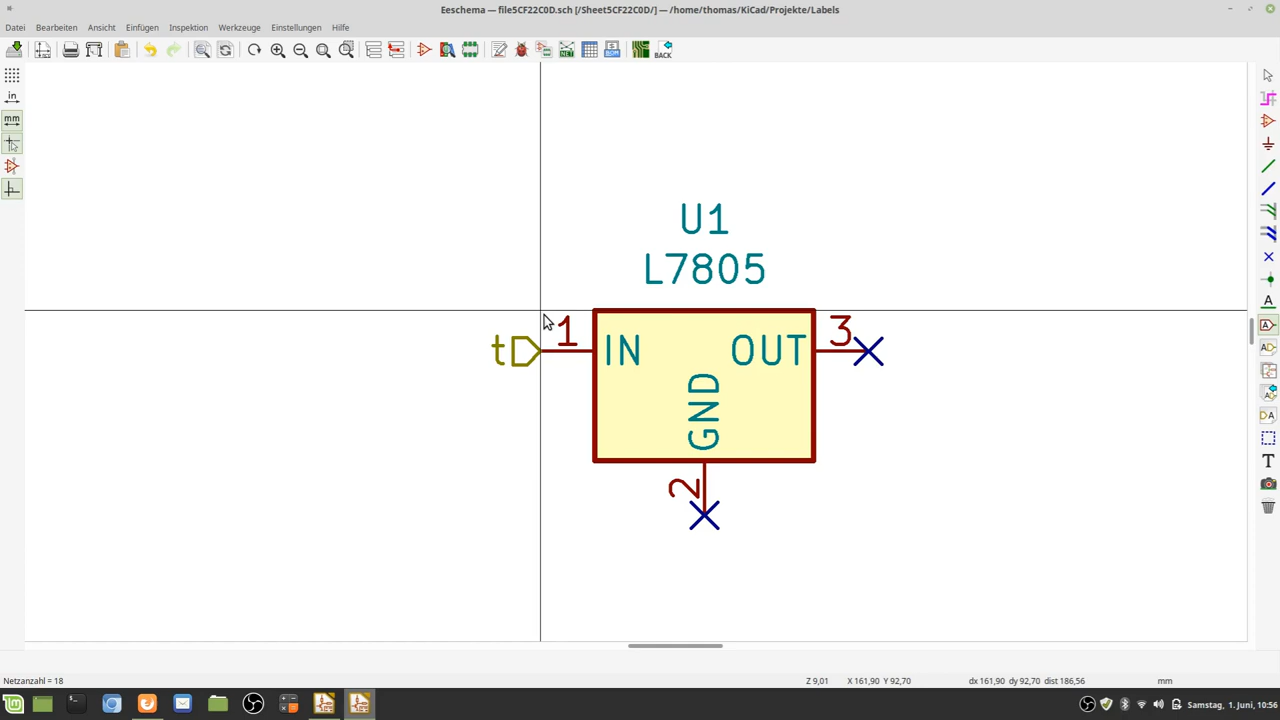 Eeschema — file5CF22C0D.sch [/Sheet5CF22C0D/] — /home/thomas/KiCad/Projekte/Labels
Datei Bearbeiten Ansicht Einfügen Inspektion Werkzeuge Einstellungen Hilfe
BOM BACK
in
mm
U1
L7805
t 1 IN OUT 3
GND
2
A
A
A
A
T
Netzanzahl = 18 Z 9,01 X 161,90 Y 92,70 dx 161,90 dy 92,70 dist 186,56 mm
Samstag, 1. Juni, 10:56